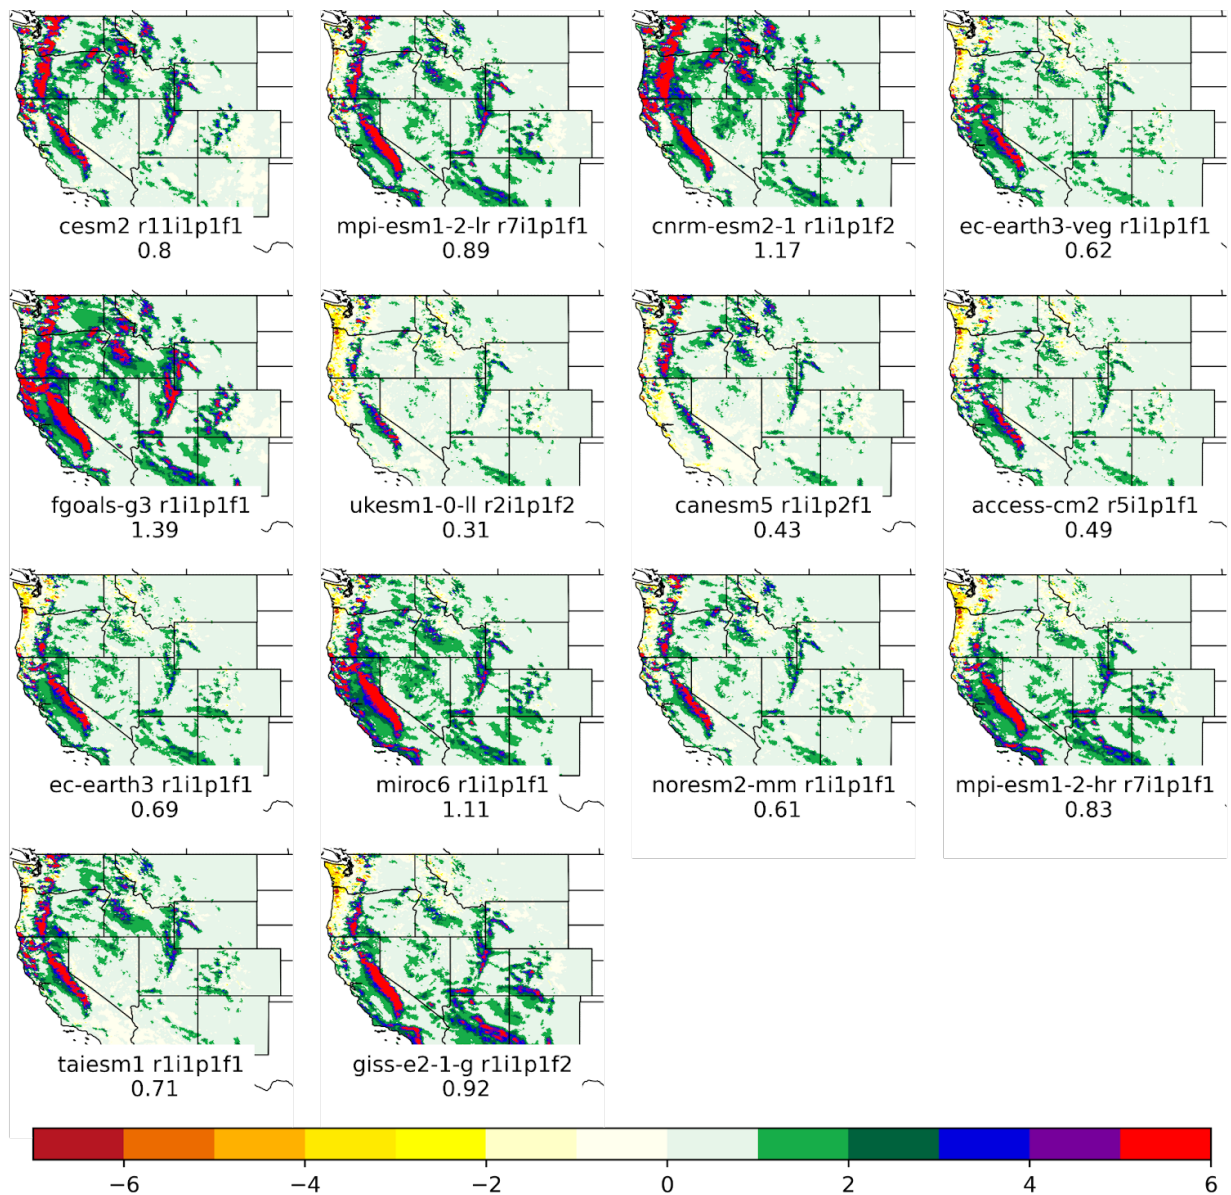 cesm2 r11i1p1f1
0.8
mpi-esm1-2-lr r7i1p1f1
0.89
cnrm-esm2-1 r1i1p1f2
1.17
ec-earth3-veg r1i1p1f1
0.62
fgoals-g3 r1i1p1f1
1.39
ukesm1-0-ll r2i1p1f2
0.31
canesm5 r1i1p2f1
0.43
access-cm2 r5i1p1f1
0.49
ec-earth3 r1i1p1f1
0.69
miroc6 r1i1p1f1
1.11
noresm2-mm r1i1p1f1
0.61
mpi-esm1-2-hr r7i1p1f1
0.83
taiesm1 r1i1p1f1
0.71
giss-e2-1-g r1i1p1f2
0.92
−6 −4 −2 0 2 4 6